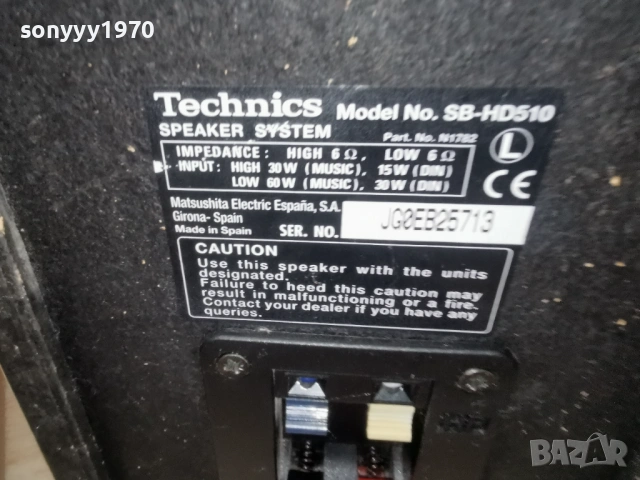 sonyyy1970
Technics Model No. SB-HD510
SPEAKER SYSTEM Part. No. N1782
IMPEDANCE: HIGH 6Ω, LOW 6Ω
INPUT: HIGH 30W (MUSIC), 15W (DIN)
LOW 60W (MUSIC), 30W (DIN)
L
CE
Matsushita Electric España, S.A.
Girona- Spain
Made in Spain SER. NO. JG0EB25713
CAUTION
Use this speaker with the units
designated.
Failure to heed this caution may
result in malfunctioning or a fire.
Contact your dealer if you have any
queries.
BAZAR